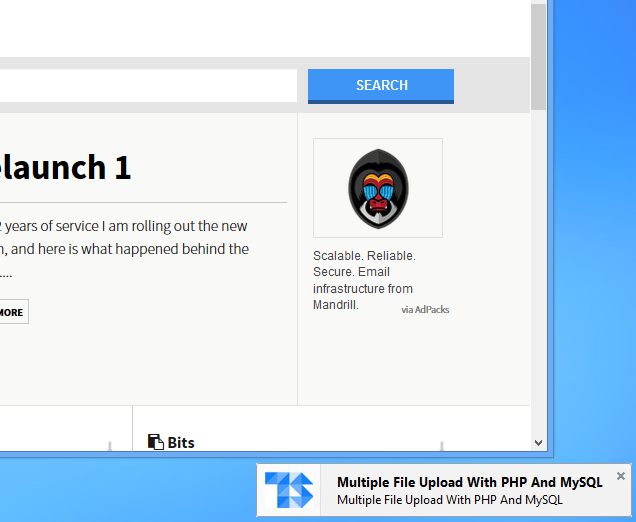 SEARCH
elaunch 1
years of service I am rolling out the new
, and here is what happened behind the
....
MORE
Scalable. Reliable.
Secure. Email
infrastructure from
Mandrill.
via AdPacks
Bits
Multiple File Upload With PHP And MySQL
Multiple File Upload With PHP And MySQL